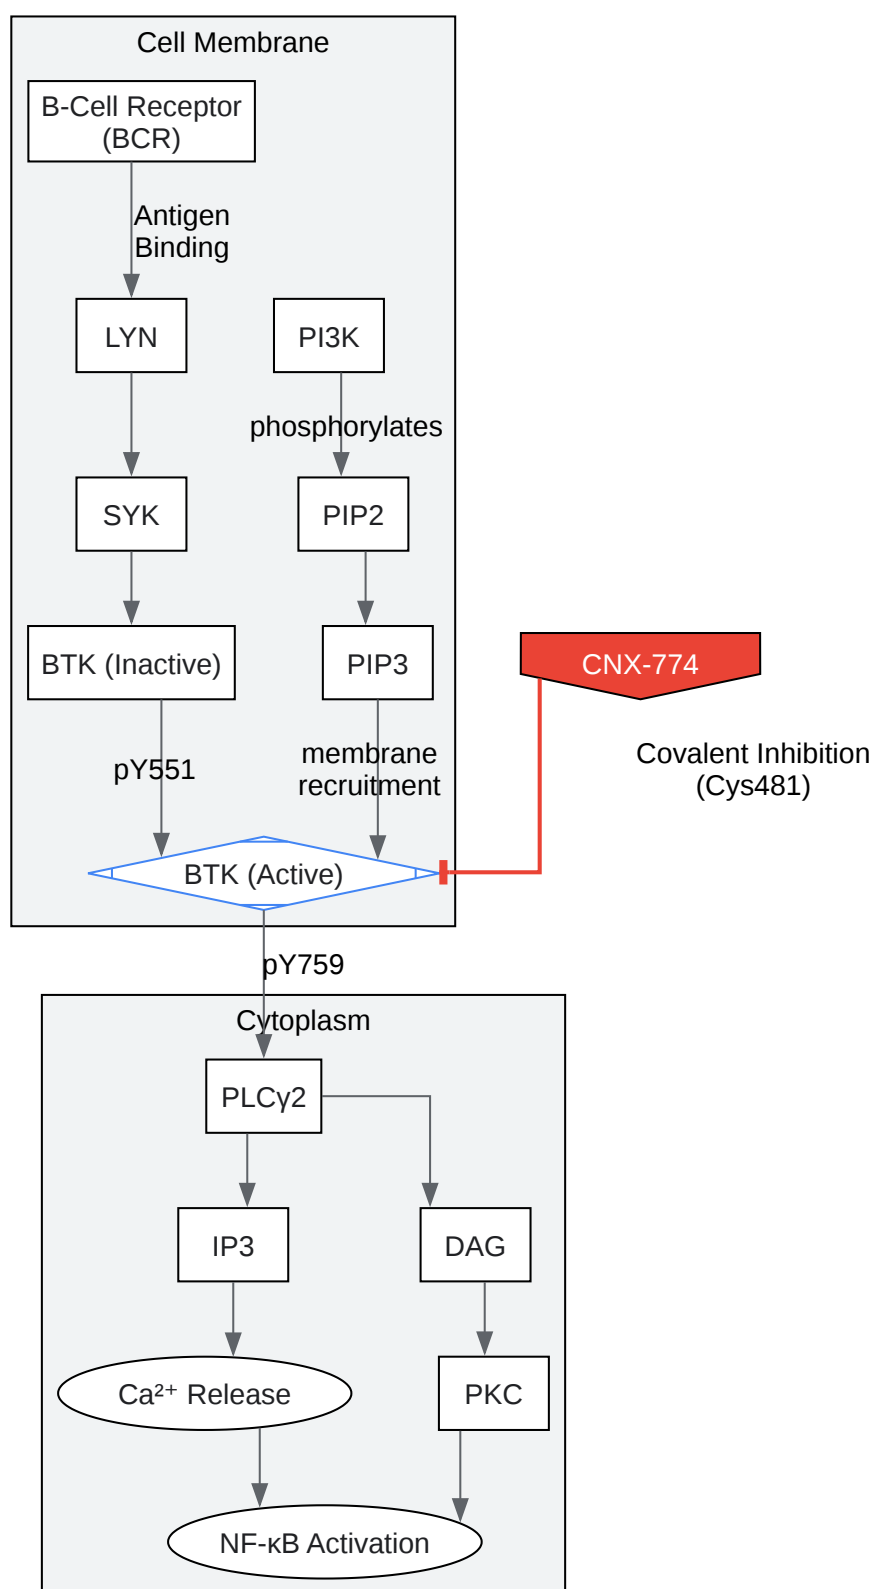 Cell Membrane
B-Cell Receptor
(BCR)
Antigen
Binding
LYN
PI3K
phosphorylates
SYK
PIP2
BTK (Inactive)
PIP3
CNX-774
pY551
membrane
recruitment
Covalent Inhibition
(Cys481)
BTK (Active)
pY759
Cytoplasm
PLCγ2
IP3
DAG
Ca²⁺ Release
PKC
NF-κB Activation